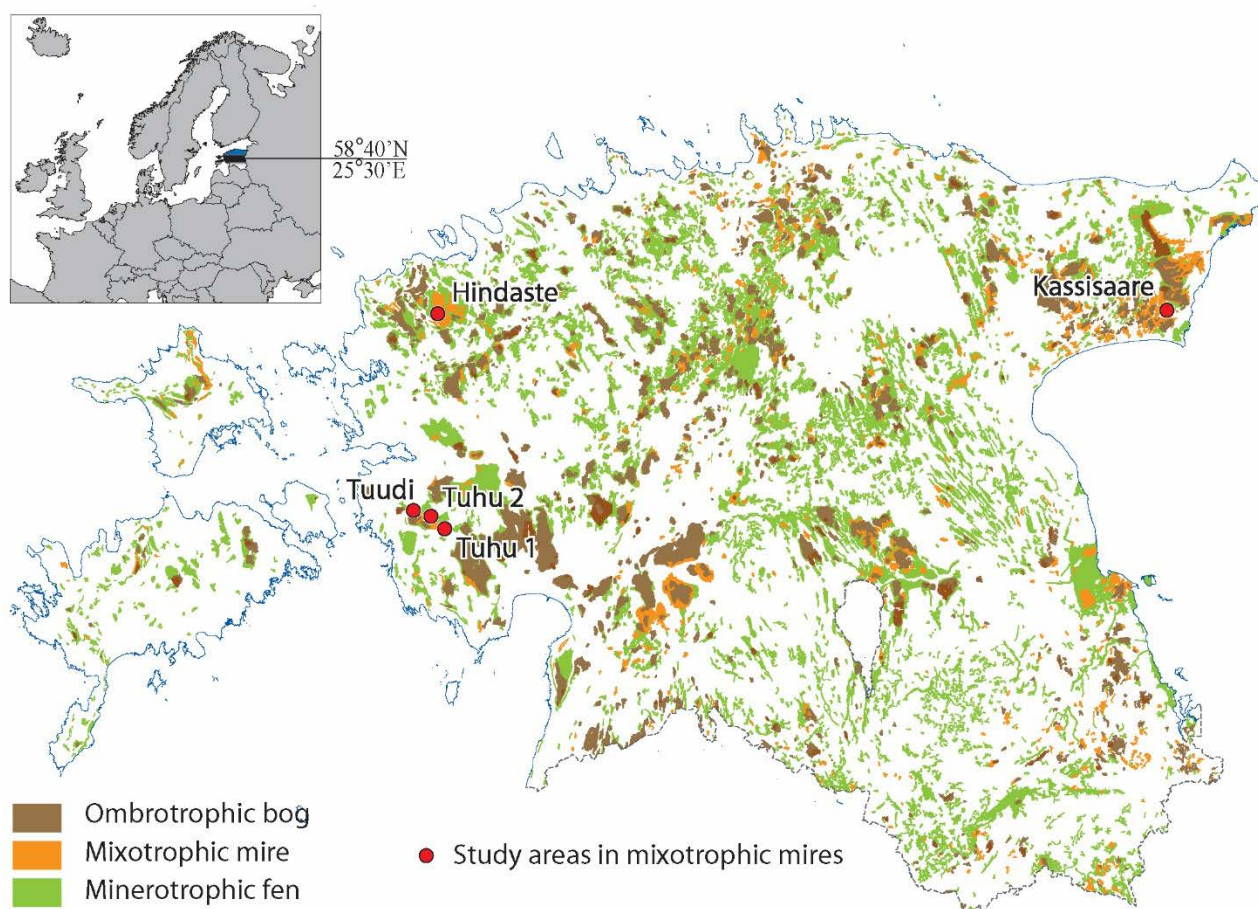 58°40'N
25°30'E
Hindaste
Kassisaare
Tuudi
Tuhu 2
Tuhu 1
Ombrotrophic bog
Mixotrophic mire
Minerotrophic fen
Study areas in mixotrophic mires